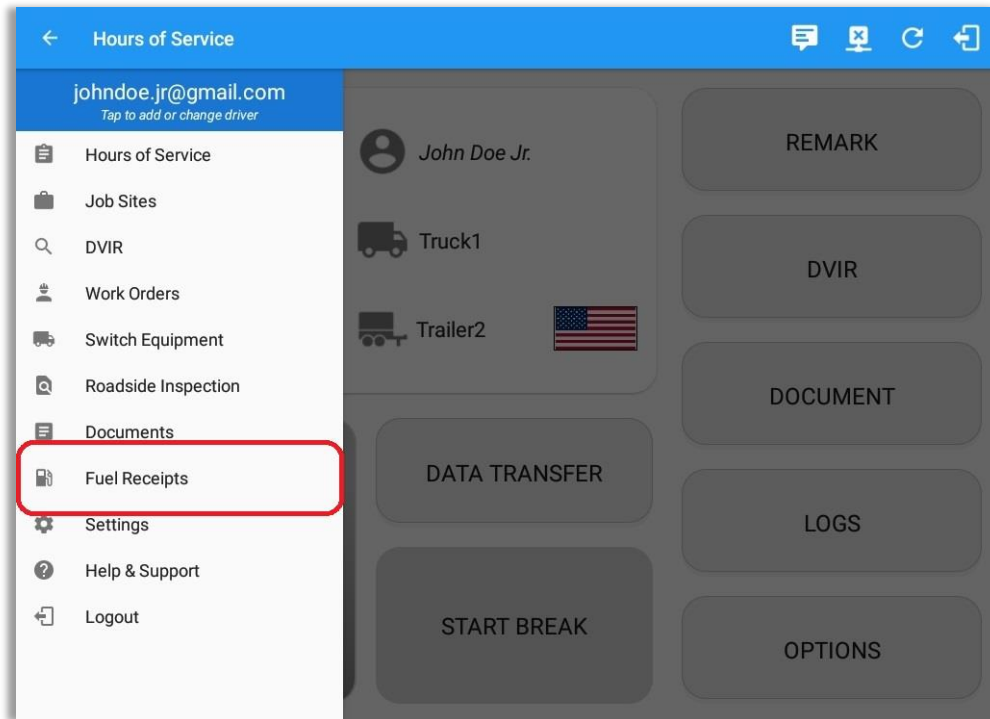 Hours of Service
johndoe.jr@gmail.com
Tap to add or change driver
Hours of Service
Job Sites
DVIR
Work Orders
Switch Equipment
Roadside Inspection
Documents
Fuel Receipts
Settings
Help & Support
Logout
John Doe Jr.
Truck1
Trailer2
DATA TRANSFER
START BREAK
REMARK
DVIR
DOCUMENT
LOGS
OPTIONS